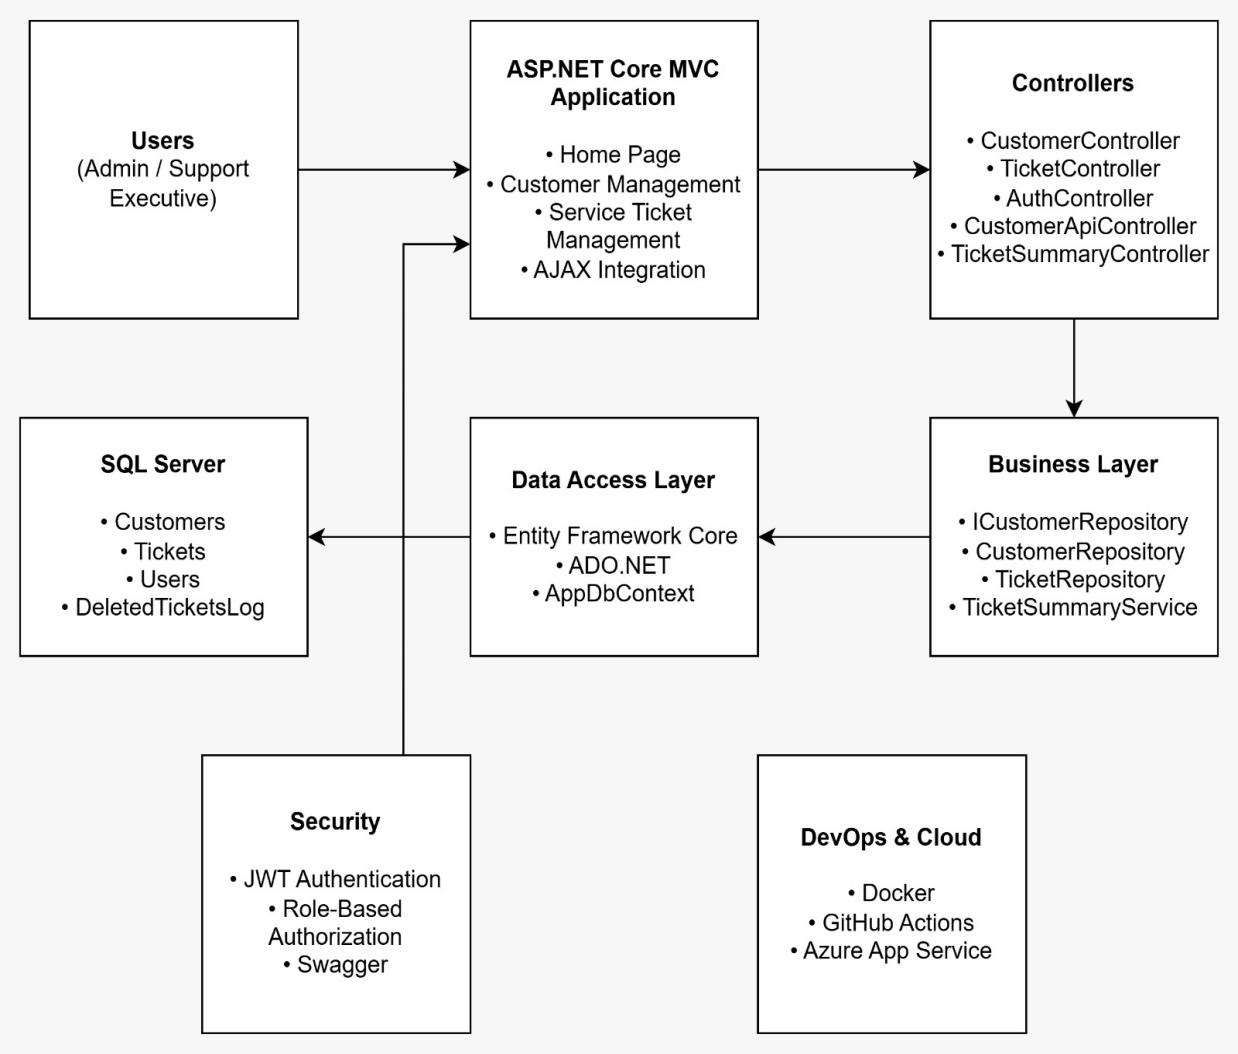 Users
(Admin / Support
Executive)
ASP.NET Core MVC
Application
• Home Page
• Customer Management
• Service Ticket
Management
• AJAX Integration
Controllers
• CustomerController
• TicketController
• AuthController
• CustomerApiController
• TicketSummaryController
SQL Server
• Customers
• Tickets
• Users
• DeletedTicketsLog
Data Access Layer
• Entity Framework Core
• ADO.NET
• AppDbContext
Business Layer
• ICustomerRepository
• CustomerRepository
• TicketRepository
• TicketSummaryService
Security
• JWT Authentication
• Role-Based
Authorization
• Swagger
DevOps & Cloud
• Docker
• GitHub Actions
• Azure App Service